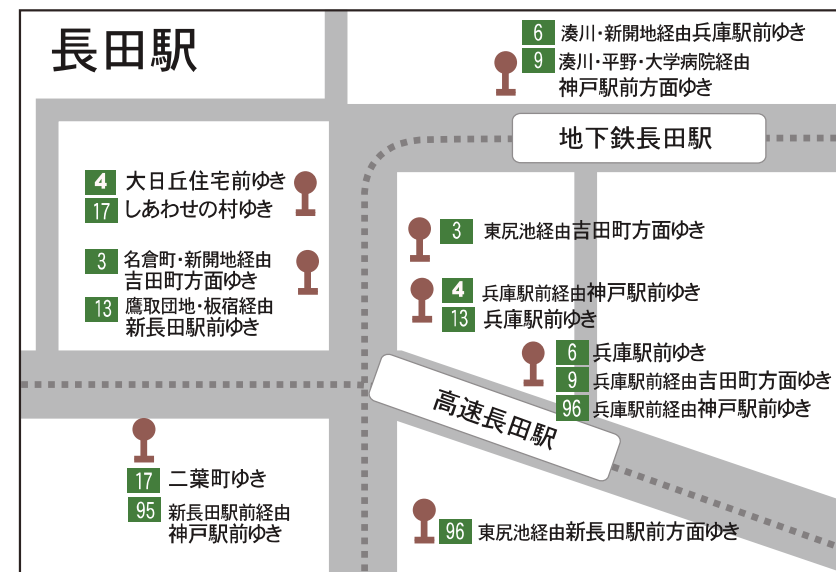 長田駅
6 湊川・新開地経由兵庫駅前ゆき
9 湊川・平野・大学病院経由
神戸駅前方面ゆき
地下鉄長田駅
4 大日丘住宅前ゆき
17 しあわせの村ゆき
3 名倉町・新開地経由
吉田町方面ゆき
13 鷹取団地・板宿経由
新長田駅前ゆき
3 東尻池経由吉田町方面ゆき
4 兵庫駅前経由神戸駅前ゆき
13 兵庫駅前ゆき
6 兵庫駅前ゆき
9 兵庫駅前経由吉田町方面ゆき
96 兵庫駅前経由神戸駅前ゆき
高速長田駅
17 二葉町ゆき
95 新長田駅前経由
神戸駅前ゆき
96 東尻池経由新長田駅前方面ゆき